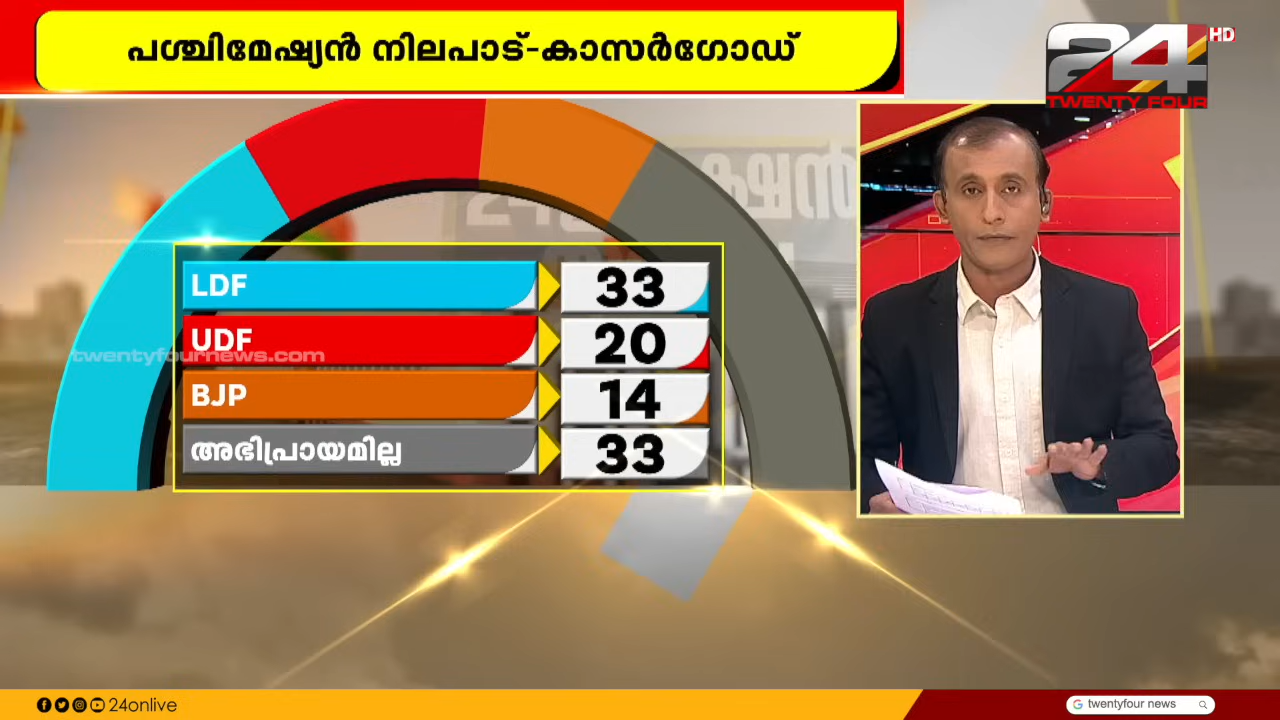 പശ്ചിമേഷ്യൻ നിലപാട്-കാസർഗോഡ്
24 HD
TWENTY FOUR
LDF 33
UDF 20
twentyfournews.com
BJP 14
അഭിപ്രായമില്ല 33
24onlive
twentyfour news